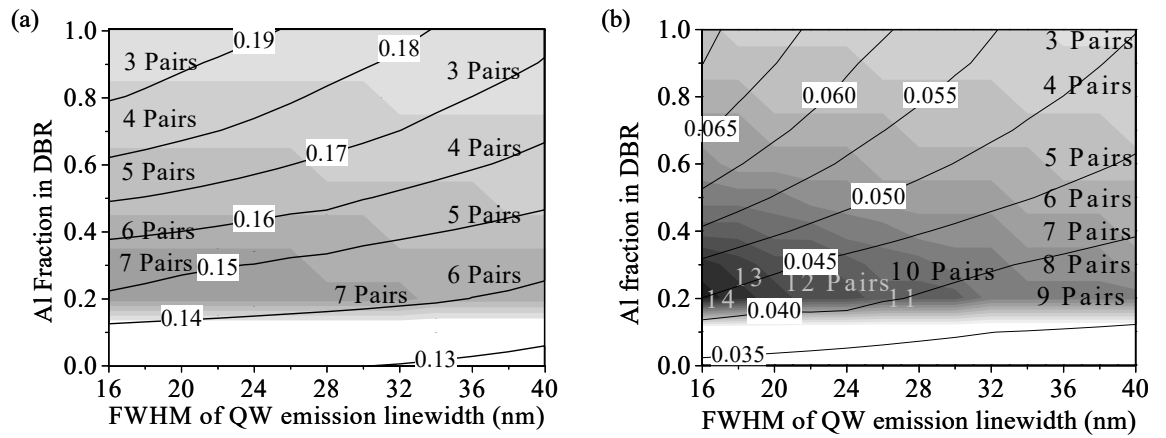 (a)
Al Fraction in DBR
1.0
0.8
0.6
0.4
0.2
0.0
0.19
0.18
3 Pairs
3 Pairs
4 Pairs
0.17
4 Pairs
5 Pairs
0.16
5 Pairs
6 Pairs
7 Pairs
0.15
6 Pairs
7 Pairs
0.14
0.13
16 20 24 28 32 36 40
FWHM of QW emission linewidth (nm)
(b)
Al fraction in DBR
1.0
0.8
0.6
0.4
0.2
0.0
3 Pairs
4 Pairs
0.060
0.055
0.065
5 Pairs
0.050
6 Pairs
7 Pairs
0.045
8 Pairs
13
12 Pairs
10 Pairs
14
11
9 Pairs
0.040
0.035
16 20 24 28 32 36 40
FWHM of QW emission linewidth (nm)